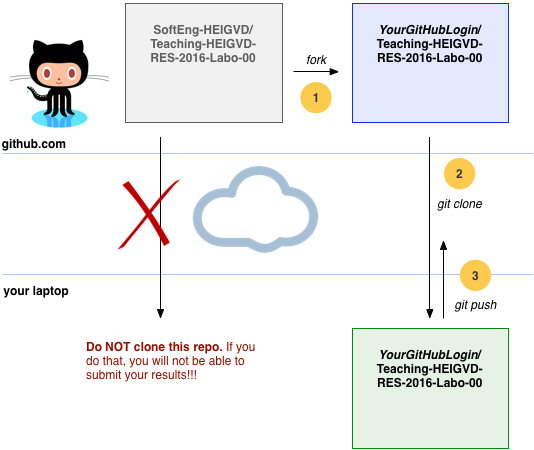 SoftEng-HEIGVD/
Teaching-HEIGVD-
RES-2016-Labo-00
fork
1
YourGitHubLogin/
Teaching-HEIGVD-
RES-2016-Labo-00
github.com
2
git clone
3
git push
your laptop
Do NOT clone this repo. If you
do that, you will not be able to
submit your results!!!
YourGitHubLogin/
Teaching-HEIGVD-
RES-2016-Labo-00